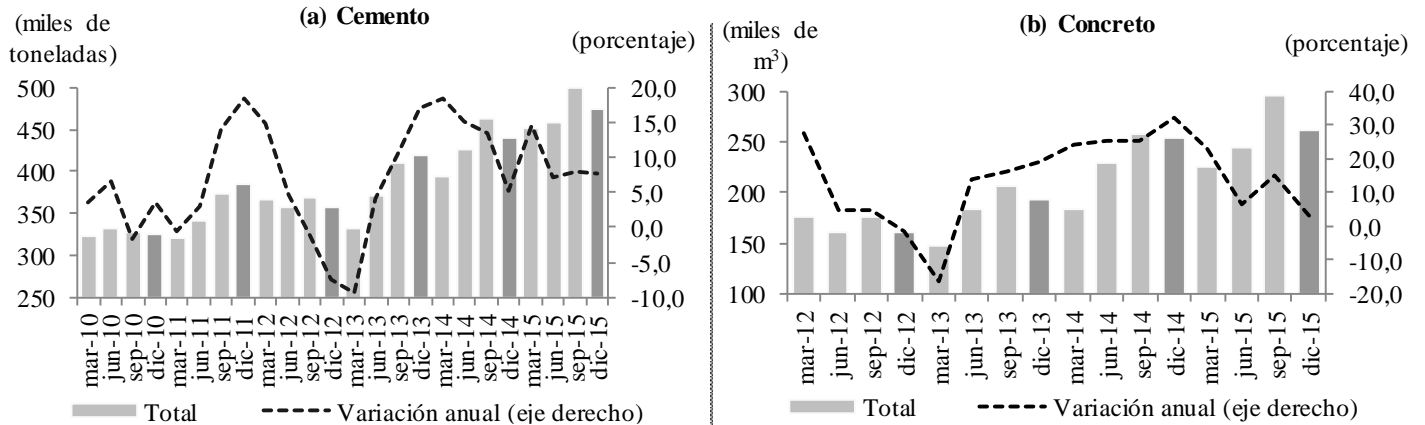 (a) Cemento
(miles de
toneladas)
(porcentaje)
500
450
400
350
300
250
20,0
15,0
10,0
5,0
0,0
-5,0
-10,0
mar-10
jun-10
sep-10
dic-10
mar-11
jun-11
sep-11
dic-11
mar-12
jun-12
sep-12
dic-12
mar-13
jun-13
sep-13
dic-13
mar-14
jun-14
sep-14
dic-14
mar-15
jun-15
sep-15
dic-15
Total
Variación anual (eje derecho)
(b) Concreto
(miles de
m³)
(porcentaje)
300
250
200
150
100
40,0
30,0
20,0
10,0
0,0
-10,0
-20,0
mar-12
jun-12
sep-12
dic-12
mar-13
jun-13
sep-13
dic-13
mar-14
jun-14
sep-14
dic-14
mar-15
jun-15
sep-15
dic-15
Total
Variación anual (eje derecho)